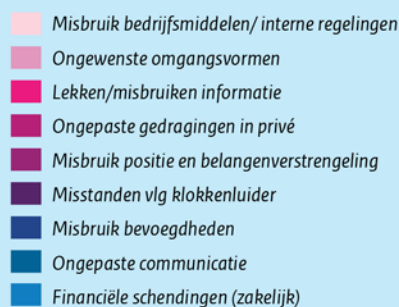 Misbruik bedrijfsmiddelen/ interne regelingen
Ongewenste omgangsvormen
Lekken/misbruiken informatie
Ongepaste gedragingen in privé
Misbruik positie en belangenverstrengeling
Misstanden vlg klokkenluider
Misbruik bevoegdheden
Ongepaste communicatie
Financiële schendingen (zakelijk)